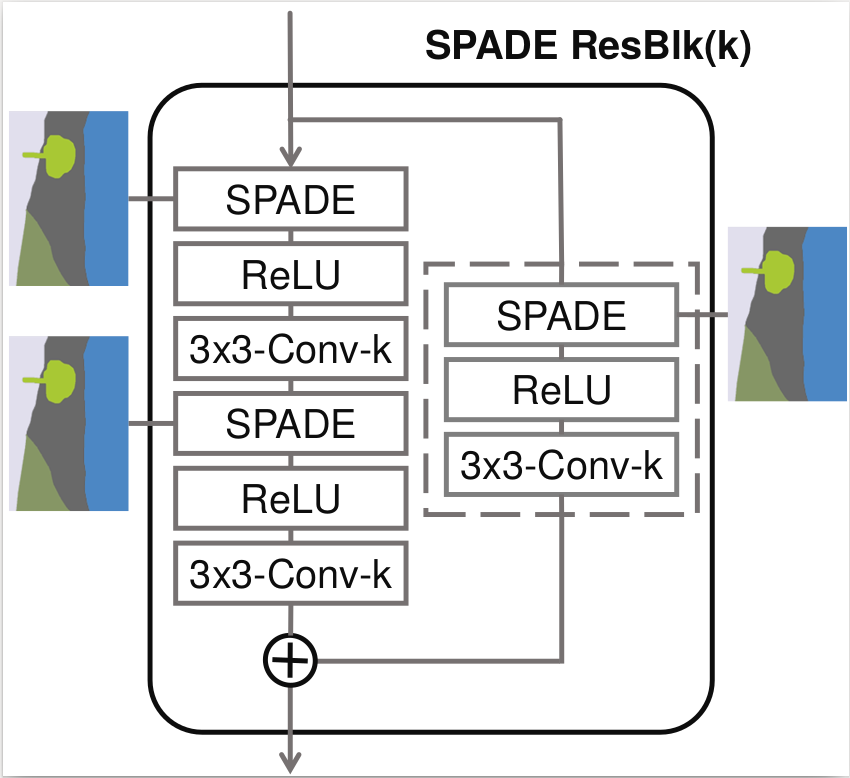 SPADE ResBlk(k)
SPADE
ReLU
3x3-Conv-k
SPADE
ReLU
3x3-Conv-k
SPADE
ReLU
3x3-Conv-k